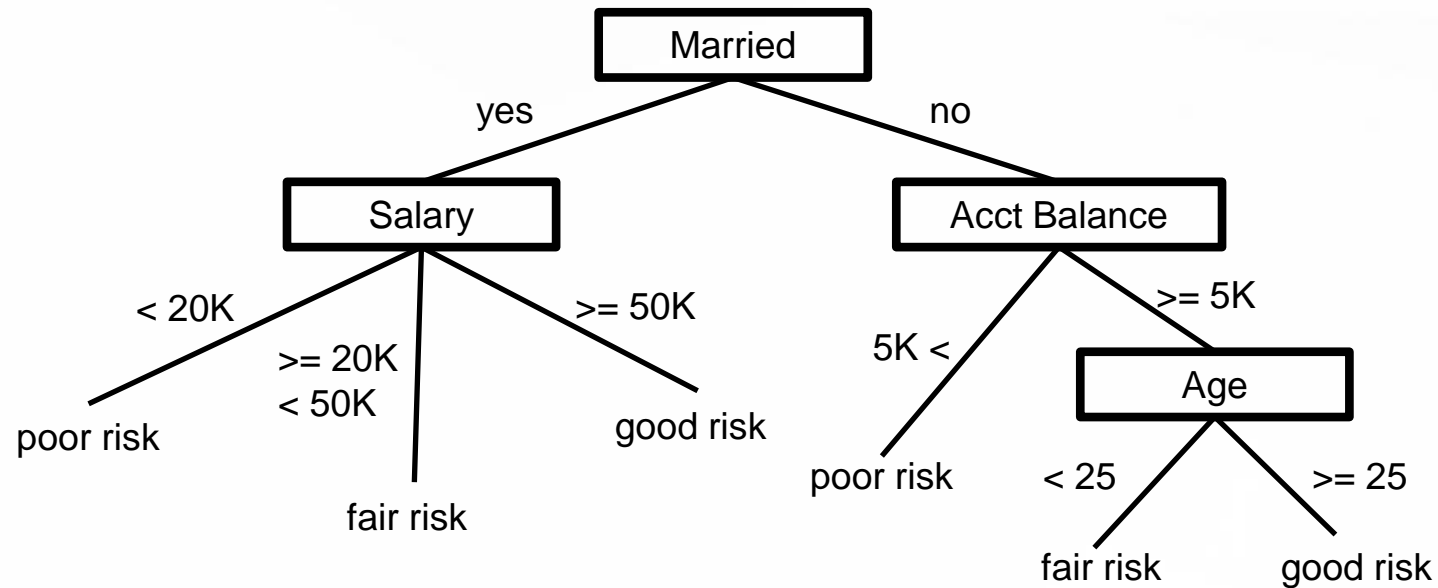 Married
yes
no
Salary
Acct Balance
< 20K
>= 20K
< 50K
>= 50K
5K <
>= 5K
Age
poor risk
fair risk
good risk
poor risk
< 25
>= 25
fair risk
good risk